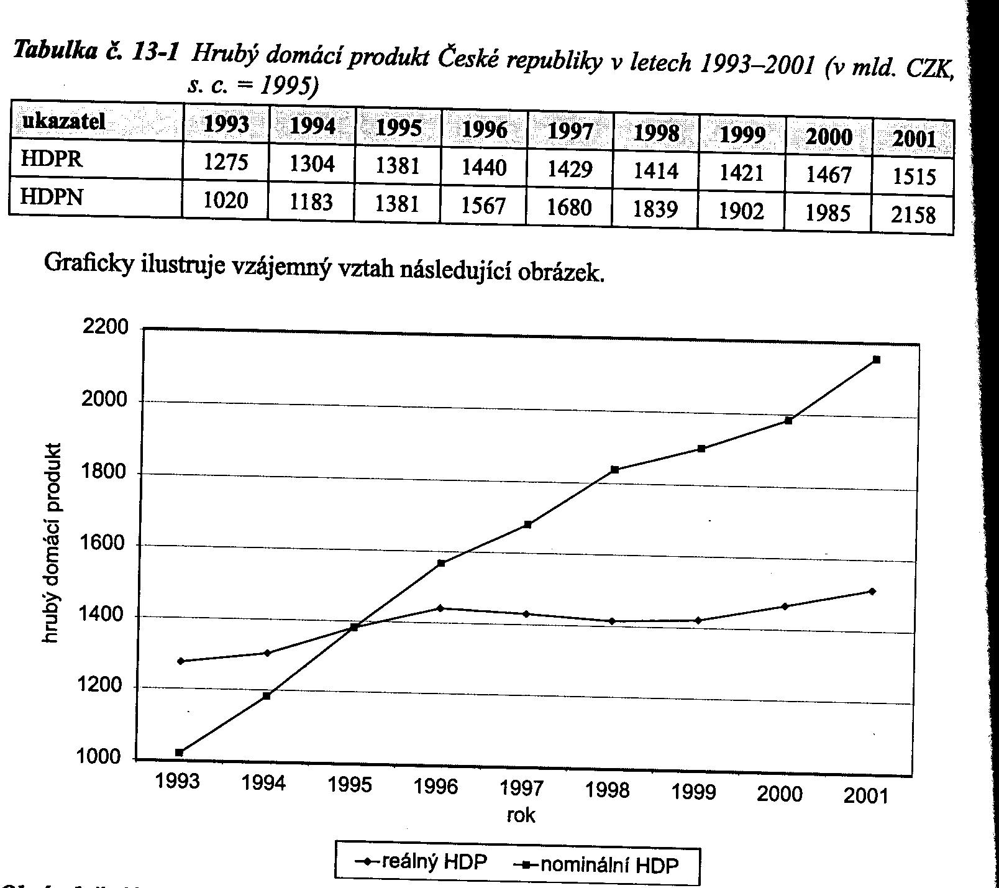 Tabulka č. 13-1 Hrubý domácí produkt České republiky v letech 1993–2001 (v mld. CZK,
s. c. = 1995)
ukazatel 1993 1994 1995 1996 1997 1998 1999 2000 2001
HDPR 1275 1304 1381 1440 1429 1414 1421 1467 1515
HDPN 1020 1183 1381 1567 1680 1839 1902 1985 2158
Graficky ilustruje vzájemný vztah následující obrázek.
2200
2000
1800
1600
1400
1200
1000
hrubý domácí produkt
1993 1994 1995 1996 1997 1998 1999 2000 2001
rok
reálný HDP nominální HDP